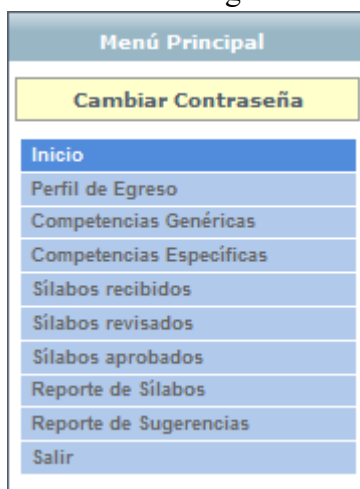 Menú Principal
Cambiar Contraseña
Inicio
Perfil de Egreso
Competencias Genéricas
Competencias Específicas
Sílabos recibidos
Sílabos revisados
Sílabos aprobados
Reporte de Sílabos
Reporte de Sugerencias
Salir